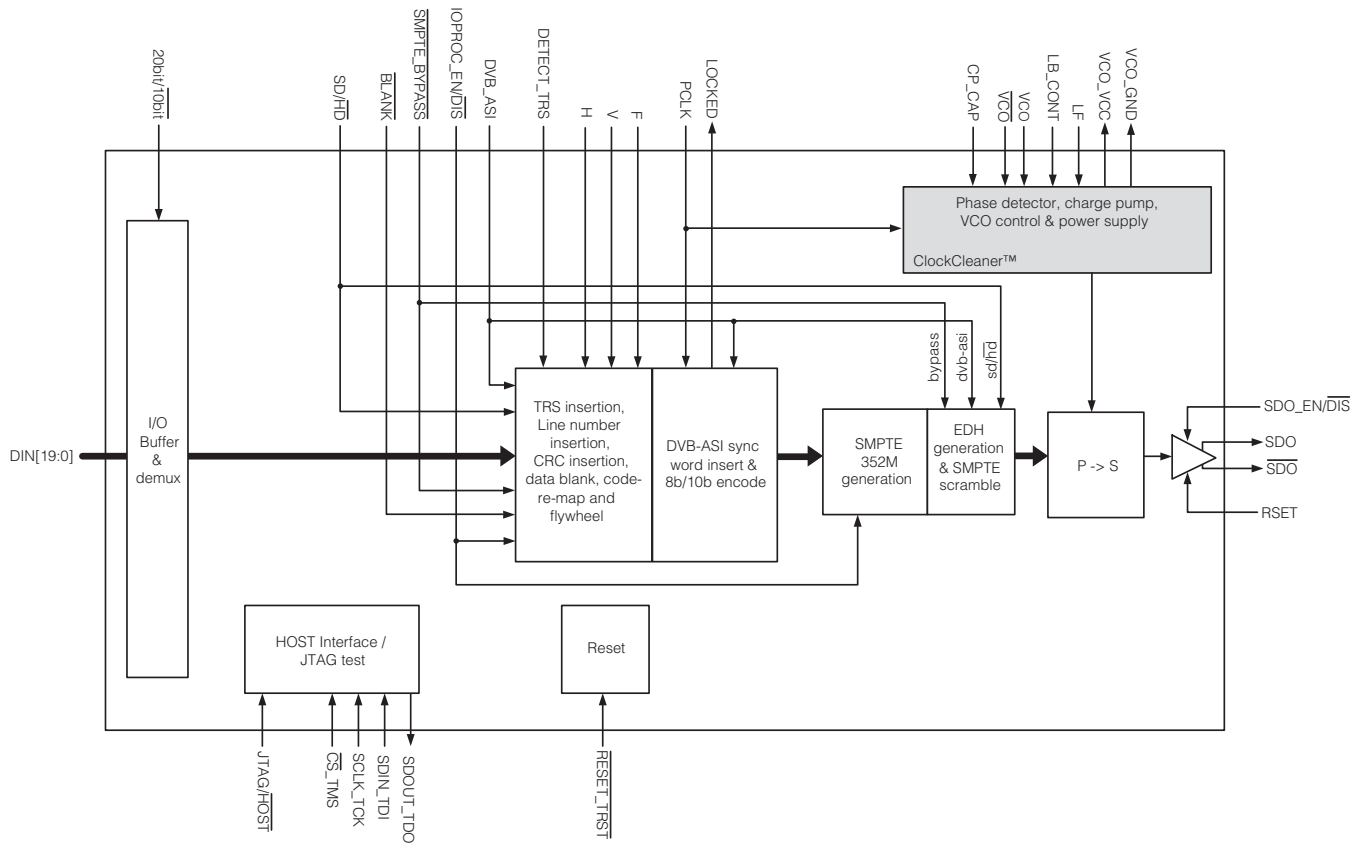 20bit/10bit
SD/HD
BLANK
SMPTE_BYPASS
IOPROC_EN/DIS
DVB_ASI
DETECT_TRS
H
V
F
PCLK
LOCKED
CP_CAP
VCO
VCO
LB_CONT
LF
VCO_VCC
VCO_GND
Phase detector, charge pump,
VCO control & power supply
ClockCleaner™
bypass
dvb-asi
sd/hd
DIN[19:0]
I/O
Buffer
&
demux
TRS insertion,
Line number
insertion,
CRC insertion,
data blank, code-
re-map and
flywheel
DVB-ASI sync
word insert &
8b/10b encode
SMPTE
352M
generation
EDH
generation
& SMPTE
scramble
P -> S
SDO_EN/DIS
SDO
SDO
RSET
HOST Interface /
JTAG test
Reset
JTAG/HOST
CS_TMS
SCLK_TCK
SDIN_TDI
SDOUT_TDO
RESET_TRST